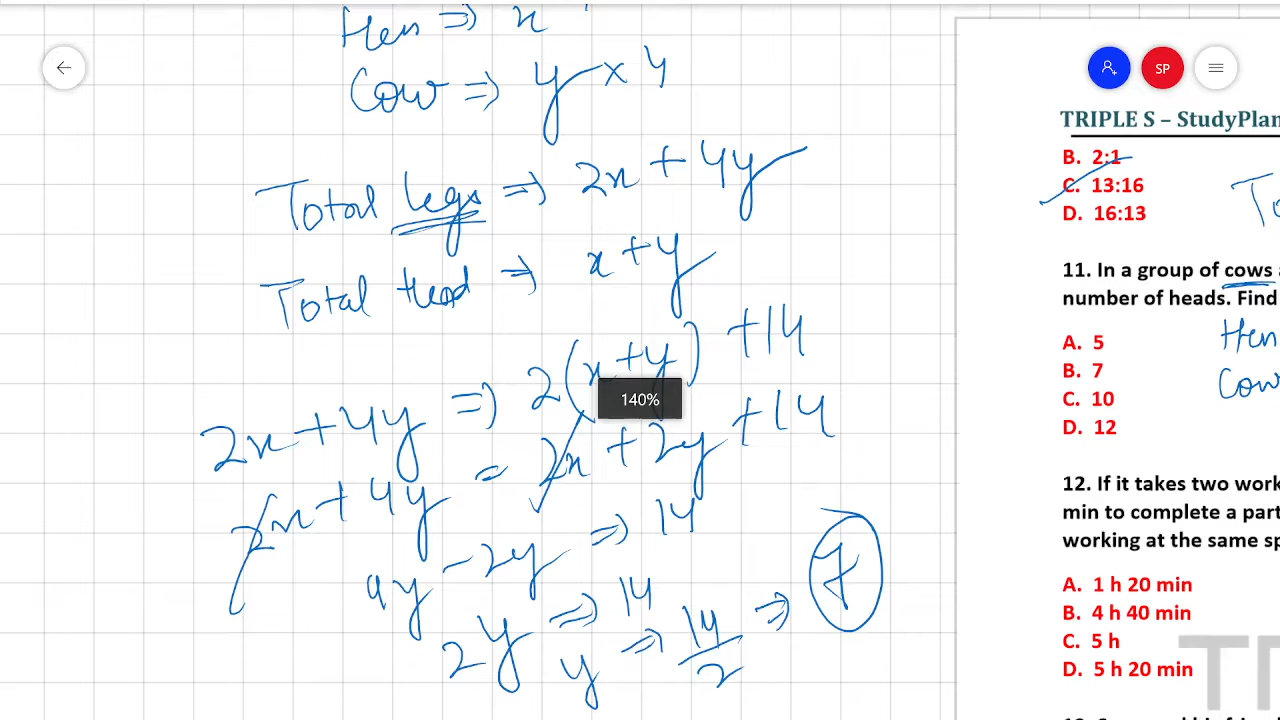 Hen => x
Cow => y × 4
Total legs => 2x + 4y
Total Head => x + y
2x + 4y => 2(x + y) + 14
2x + 4y = 2x + 2y + 14
4y - 2y => 14
2y => 14
y => 14/2 => 7
140%
SP
TRIPLE S – StudyPlan
B. 2:1
C. 13:16
D. 16:13
To
11. In a group of cows a
number of heads. Find
A. 5
B. 7
C. 10
D. 12
Hen
Cow
12. If it takes two work
min to complete a part
working at the same sp
A. 1 h 20 min
B. 4 h 40 min
C. 5 h
D. 5 h 20 min
T